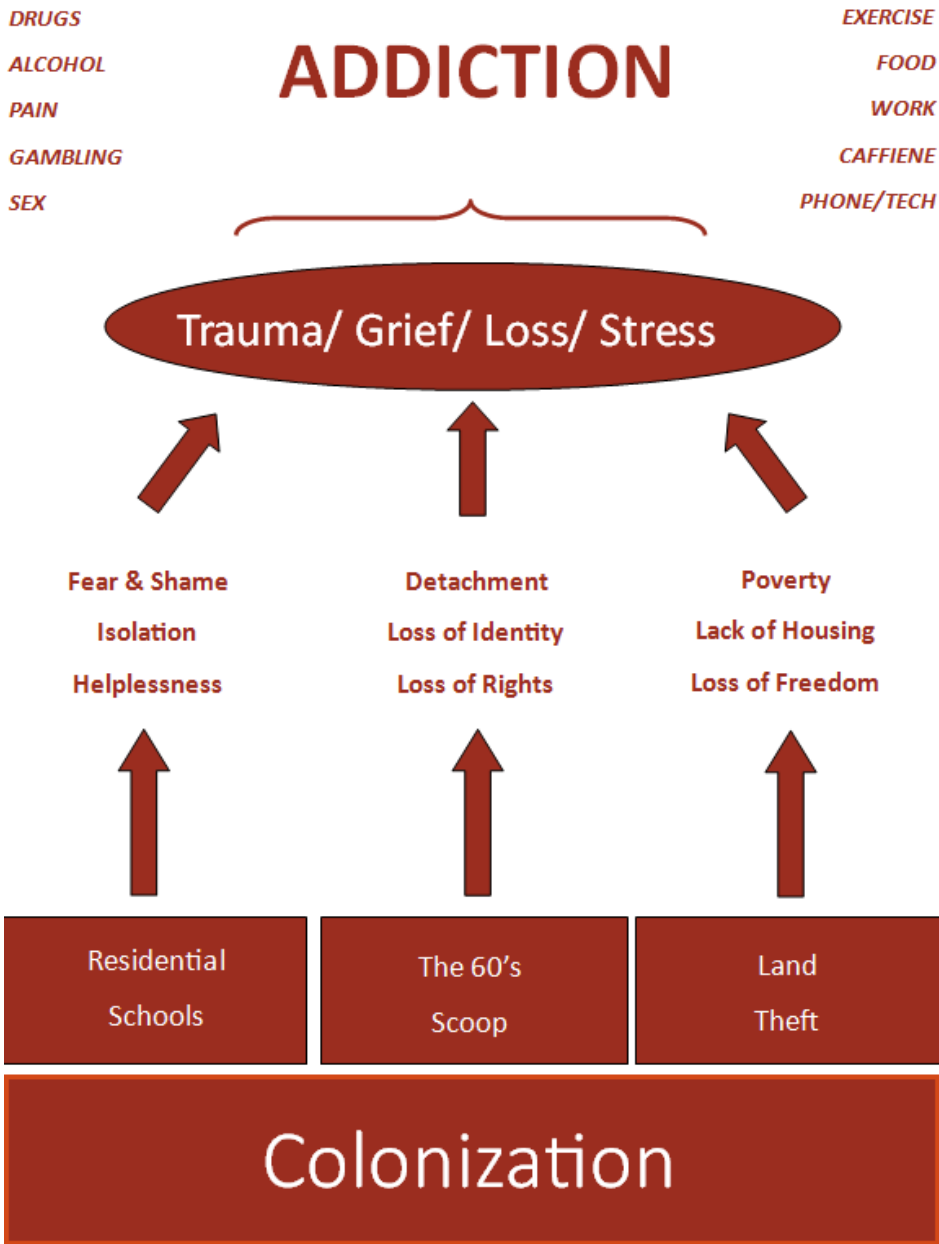 DRUGS
ALCOHOL
PAIN
GAMBLING
SEX
ADDICTION
EXERCISE
FOOD
WORK
CAFFIENE
PHONE/TECH
Trauma/ Grief/ Loss/ Stress
Fear & Shame
Isolation
Helplessness
Detachment
Loss of Identity
Loss of Rights
Poverty
Lack of Housing
Loss of Freedom
Residential
Schools
The 60's
Scoop
Land
Theft
Colonization